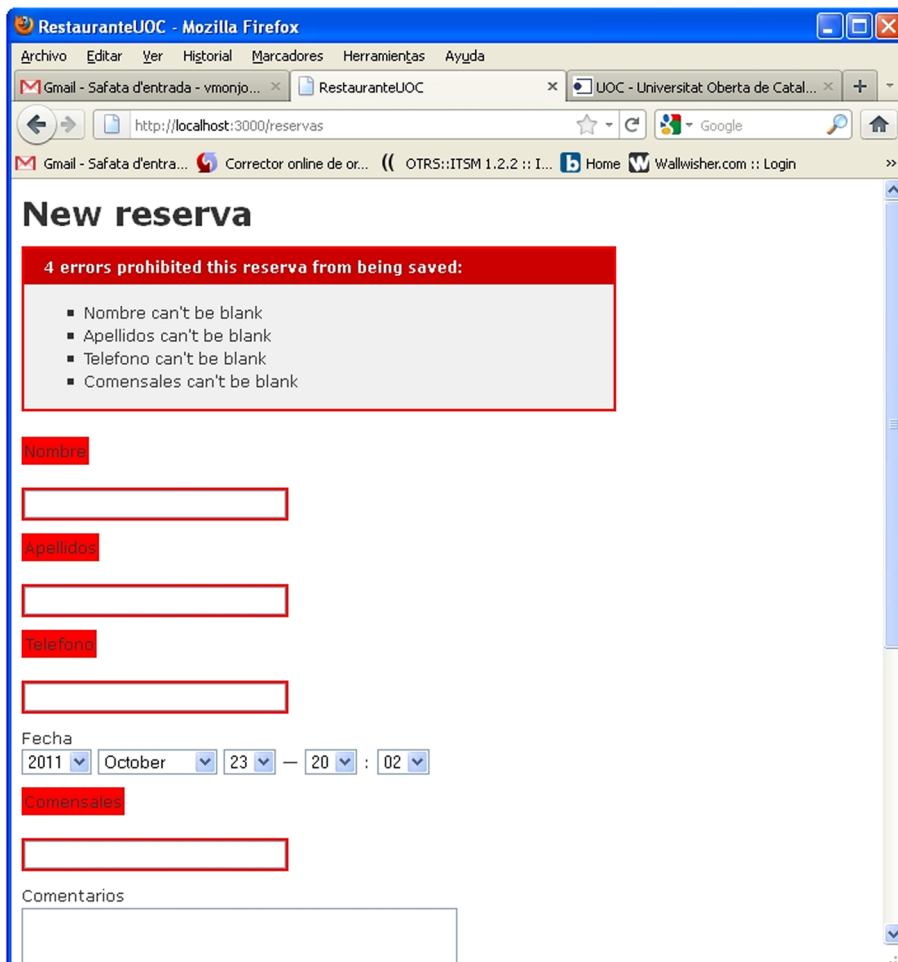 RestauranteUOC - Mozilla Firefox
Archivo Editar Ver Historial Marcadores Herramientas Ayuda
Gmail - Safata d'entrada - vmonjo... × RestauranteUOC × UOC - Universitat Oberta de Catal... × +
http://localhost:3000/reservas Google
Gmail - Safata d'entra... Corrector online de or... (( OTRS::ITSM 1.2.2 :: I... Home Wallwisher.com :: Login »
New reserva
4 errors prohibited this reserva from being saved:
Nombre can't be blank
Apellidos can't be blank
Telefono can't be blank
Comensales can't be blank
Nombre
Apellidos
Telefono
Fecha
2011 October 23 — 20 : 02
Comensales
Comentarios